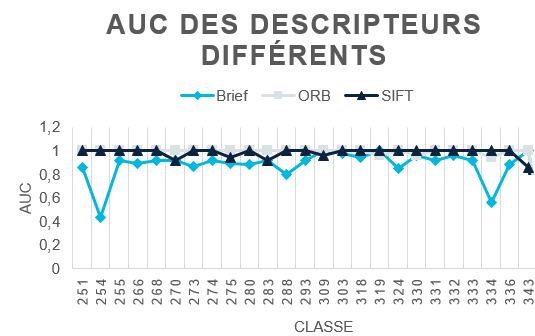 AUC DES DESCRIPTEURS
DIFFÉRENTS
Brief ORB SIFT
1,2
1
0,8
0,6
0,4
0,2
0
AUC
251 254 255 266 268 270 273 274 275 280 283 288 293 309 303 318 319 324 330 331 332 333 334 336 343
CLASSE